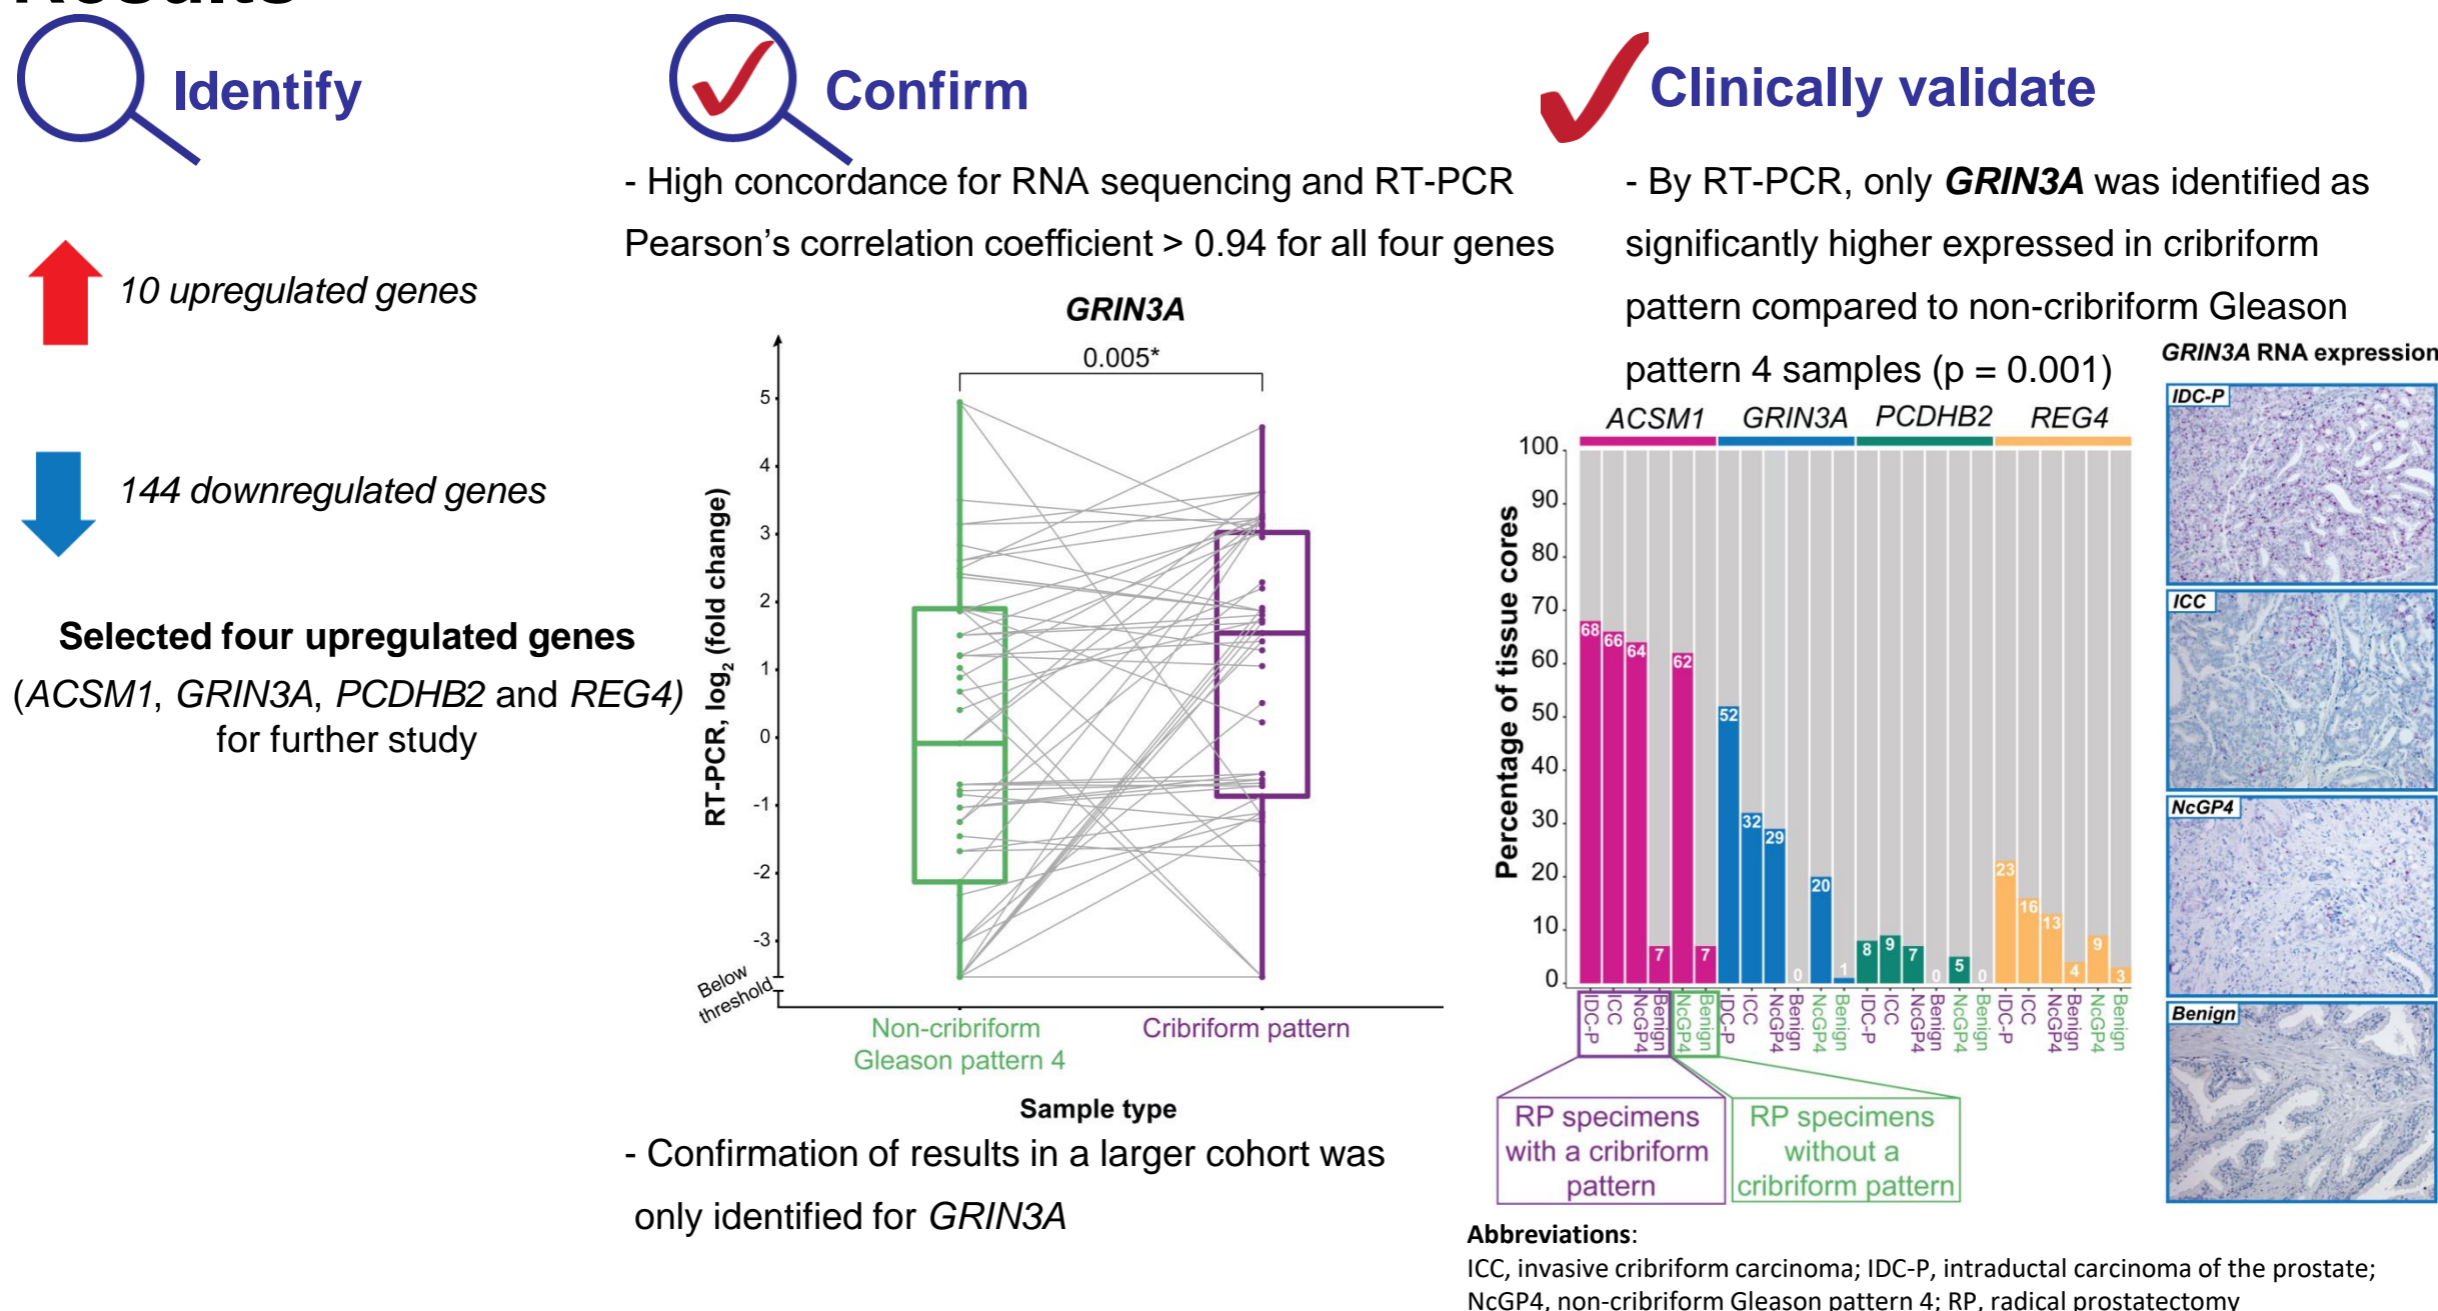 Results
Identify
10 upregulated genes
144 downregulated genes
Selected four upregulated genes
(ACSM1, GRIN3A, PCDHB2 and REG4)
for further study
Confirm
- High concordance for RNA sequencing and RT-PCR
Pearson's correlation coefficient > 0.94 for all four genes
GRIN3A
0.005*
RT-PCR, log2 (fold change)
5
4
3
2
1
0
-1
-2
-3
Below
threshold
Non-cribriform
Gleason pattern 4
Cribriform pattern
Sample type
- Confirmation of results in a larger cohort was
only identified for GRIN3A
Clinically validate
- By RT-PCR, only GRIN3A was identified as
significantly higher expressed in cribriform
pattern compared to non-cribriform Gleason
pattern 4 samples (p = 0.001)
ACSM1 GRIN3A PCDHB2 REG4
Percentage of tissue cores
100
90
80
70
60
50
40
30
20
10
0
68 66 64 7 62 7 52 32 29 0 20 1 8 9 7 0 5 0 23 16 13 4 9 3
IDC-P ICC NcGP4 Benign NcGP4 Benign IDC-P ICC NcGP4 Benign NcGP4 Benign IDC-P ICC NcGP4 Benign NcGP4 Benign IDC-P ICC NcGP4 Benign NcGP4 Benign
RP specimens
with a cribriform
pattern
RP specimens
without a
cribriform pattern
GRIN3A RNA expression
IDC-P
ICC
NcGP4
Benign
Abbreviations:
ICC, invasive cribriform carcinoma; IDC-P, intraductal carcinoma of the prostate;
NcGP4, non-cribriform Gleason pattern 4; RP, radical prostatectomy